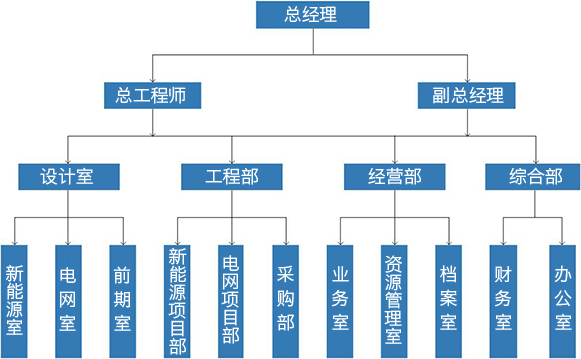 总经理
总工程师
副总经理
设计室
工程部
经营部
综合部
新能源室
电网室
前期室
新能源项目部
电网项目部
采购部
业务室
资源管理室
档案室
财务室
办公室